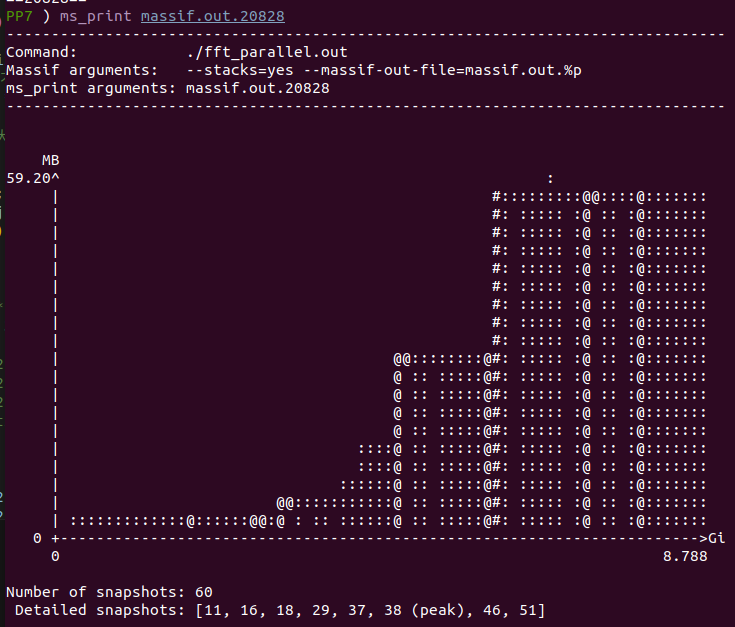 PP7 ) ms_print massif.out.20828
--------------------------------------------------------------------------------
Command:            ./fft_parallel.out
Massif arguments:   --stacks=yes --massif-out-file=massif.out.%p
ms_print arguments: massif.out.20828
--------------------------------------------------------------------------------
    MB
59.20^                                                      :
     |                                                #:::::::::@@::::@:::::::
     |                                                #: ::::: :@ :: :@:::::::
     |                                                #: ::::: :@ :: :@:::::::
     |                                                #: ::::: :@ :: :@:::::::
     |                                                #: ::::: :@ :: :@:::::::
     |                                                #: ::::: :@ :: :@:::::::
     |                                                #: ::::: :@ :: :@:::::::
     |                                                #: ::::: :@ :: :@:::::::
     |                                                #: ::::: :@ :: :@:::::::
     |                                     @@::::::::@#: ::::: :@ :: :@:::::::
     |                                     @ :: :::::@#: ::::: :@ :: :@:::::::
     |                                     @ :: :::::@#: ::::: :@ :: :@:::::::
     |                                     @ :: :::::@#: ::::: :@ :: :@:::::::
     |                                     @ :: :::::@#: ::::: :@ :: :@:::::::
     |                                 ::::@ :: :::::@#: ::::: :@ :: :@:::::::
     |                                 ::::@ :: :::::@#: ::::: :@ :: :@:::::::
     |                               ::::::@ :: :::::@#: ::::: :@ :: :@:::::::
     |                        @@:::::::::::@ :: :::::@#: ::::: :@ :: :@:::::::
     | :::::::::::::@::::::@@:@ : :: ::::::@ :: :::::@#: ::::: :@ :: :@:::::::
   0 +----------------------------------------------------------------------->Gi
     0                                                                   8.788
Number of snapshots: 60
 Detailed snapshots: [11, 16, 18, 29, 37, 38 (peak), 46, 51]